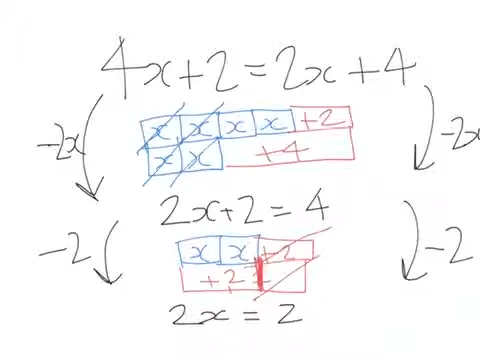 4x+2=2x+4
-2x x x x x +2 -2x
x x +4
2x+2=4
-2 x x +2 -2
+2
2x=2